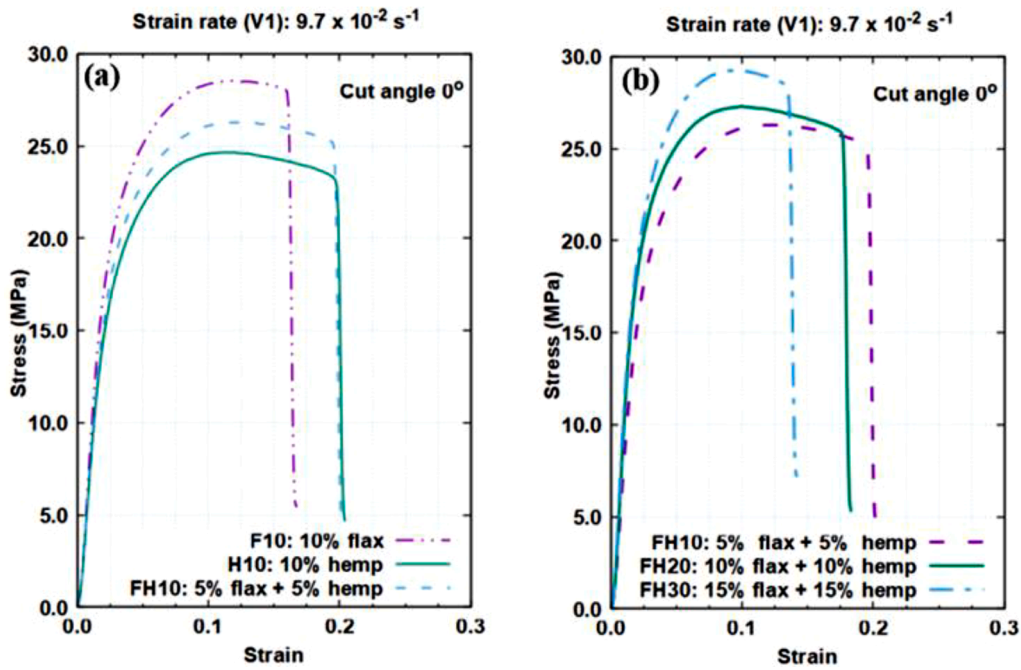 Strain rate (V1): 9.7 x 10⁻² s⁻¹
30.0
(a)
Cut angle 0°
25.0
20.0
15.0
10.0
5.0
0.0
Stress (MPa)
F10: 10% flax
H10: 10% hemp
FH10: 5% flax + 5% hemp
0.0 0.1 0.2 0.3
Strain
Strain rate (V1): 9.7 x 10⁻² s⁻¹
30.0
(b)
Cut angle 0°
25.0
20.0
15.0
10.0
5.0
0.0
Stress (MPa)
FH10: 5% flax + 5% hemp
FH20: 10% flax + 10% hemp
FH30: 15% flax + 15% hemp
0.0 0.1 0.2 0.3
Strain